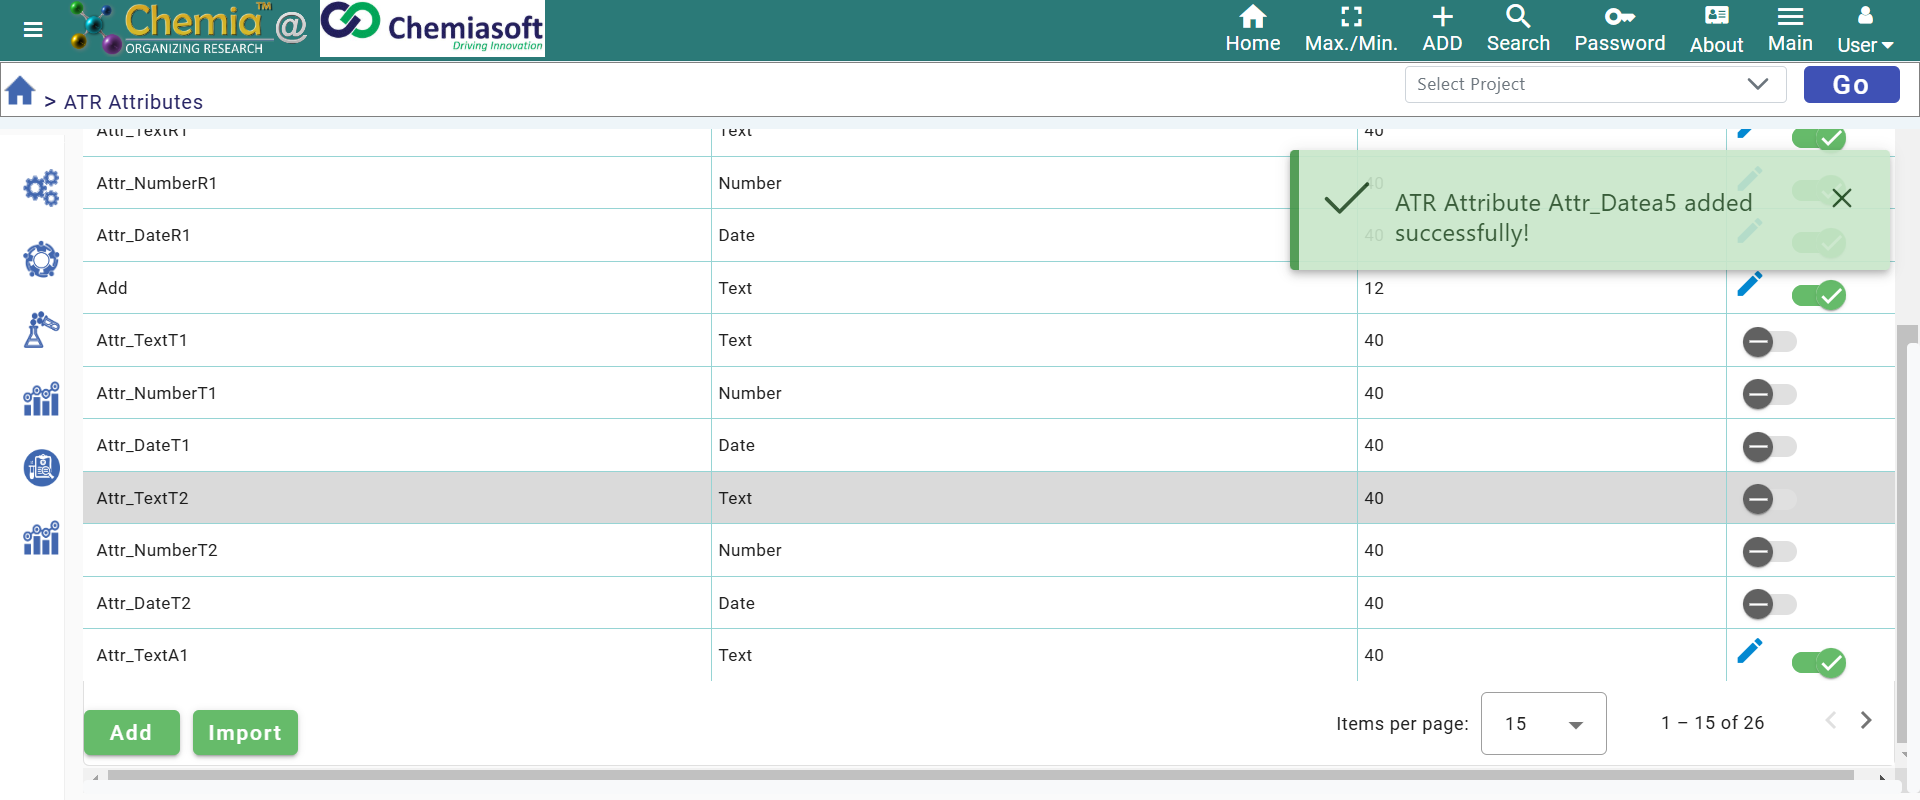 Chemia™ @
ORGANIZING RESEARCH
Chemiasoft
Driving Innovation
Home Max./Min. ADD Search Password About Main User
> ATR Attributes
Select Project
Go
Attr_TextR1 Text 40
Attr_NumberR1 Number 40
Attr_DateR1 Date 40
ATR Attribute Attr_Datea5 added
successfully!
Add Text 12
Attr_TextT1 Text 40
Attr_NumberT1 Number 40
Attr_DateT1 Date 40
Attr_TextT2 Text 40
Attr_NumberT2 Number 40
Attr_DateT2 Date 40
Attr_TextA1 Text 40
Add Import
Items per page: 15 1 – 15 of 26